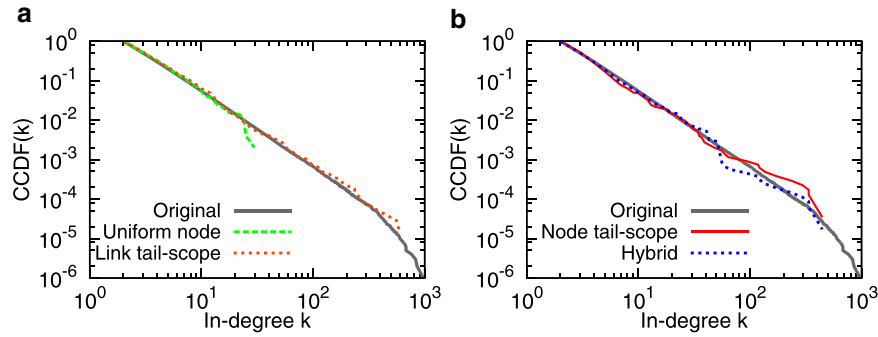 a
CCDF(k)
10^0
10^-1
10^-2
10^-3
10^-4
10^-5
10^-6
Original
Uniform node
Link tail-scope
10^0 10^1 10^2 10^3
In-degree k
b
CCDF(k)
10^0
10^-1
10^-2
10^-3
10^-4
10^-5
10^-6
Original
Node tail-scope
Hybrid
10^0 10^1 10^2 10^3
In-degree k